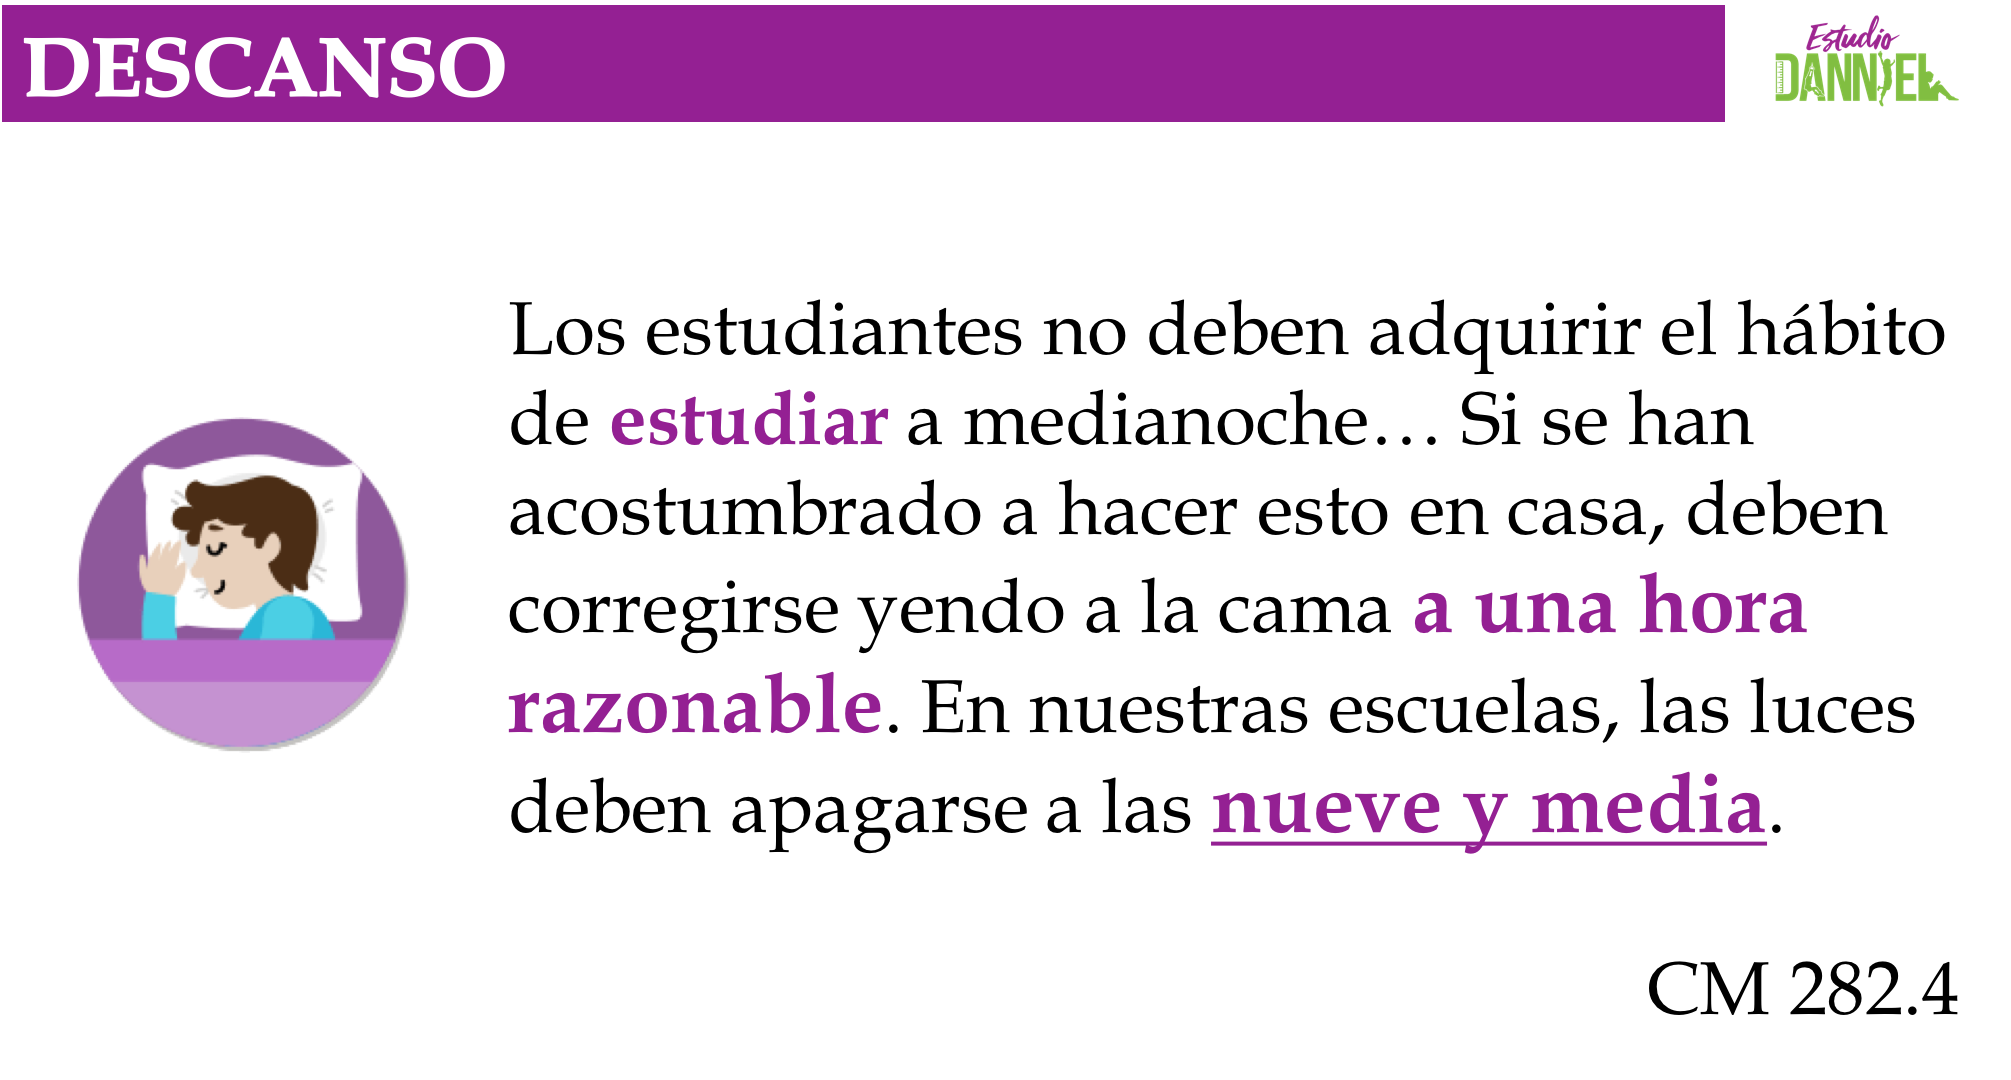 DESCANSO
Estudio
DANNIEL
Los estudiantes no deben adquirir el hábito
de estudiar a medianoche… Si se han
acostumbrado a hacer esto en casa, deben
corregirse yendo a la cama a una hora
razonable. En nuestras escuelas, las luces
deben apagarse a las nueve y media.
CM 282.4